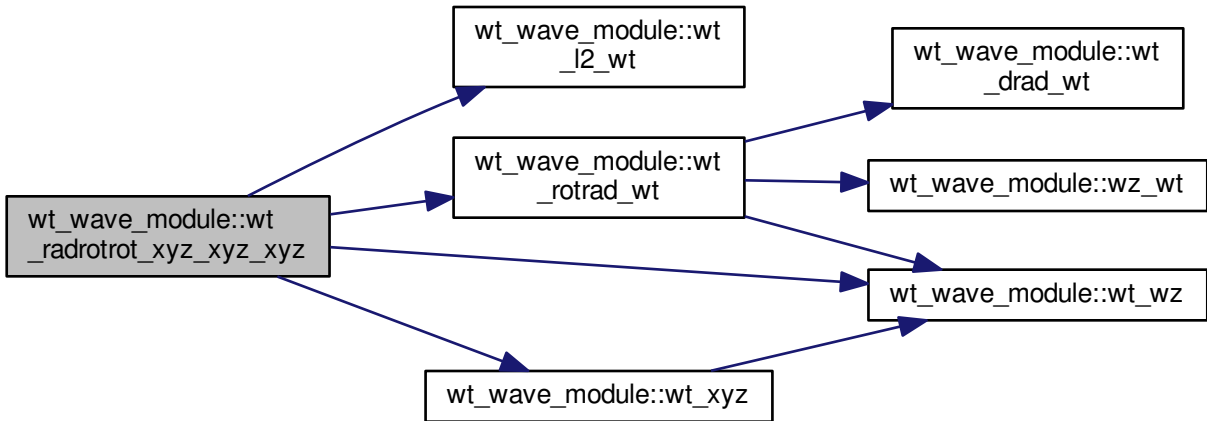 wt_wave_module::wt
_l2_wt
wt_wave_module::wt
_drad_wt
wt_wave_module::wt
_rotrad_wt
wt_wave_module::wz_wt
wt_wave_module::wt
_radrotrot_xyz_xyz_xyz
wt_wave_module::wt_wz
wt_wave_module::wt_xyz